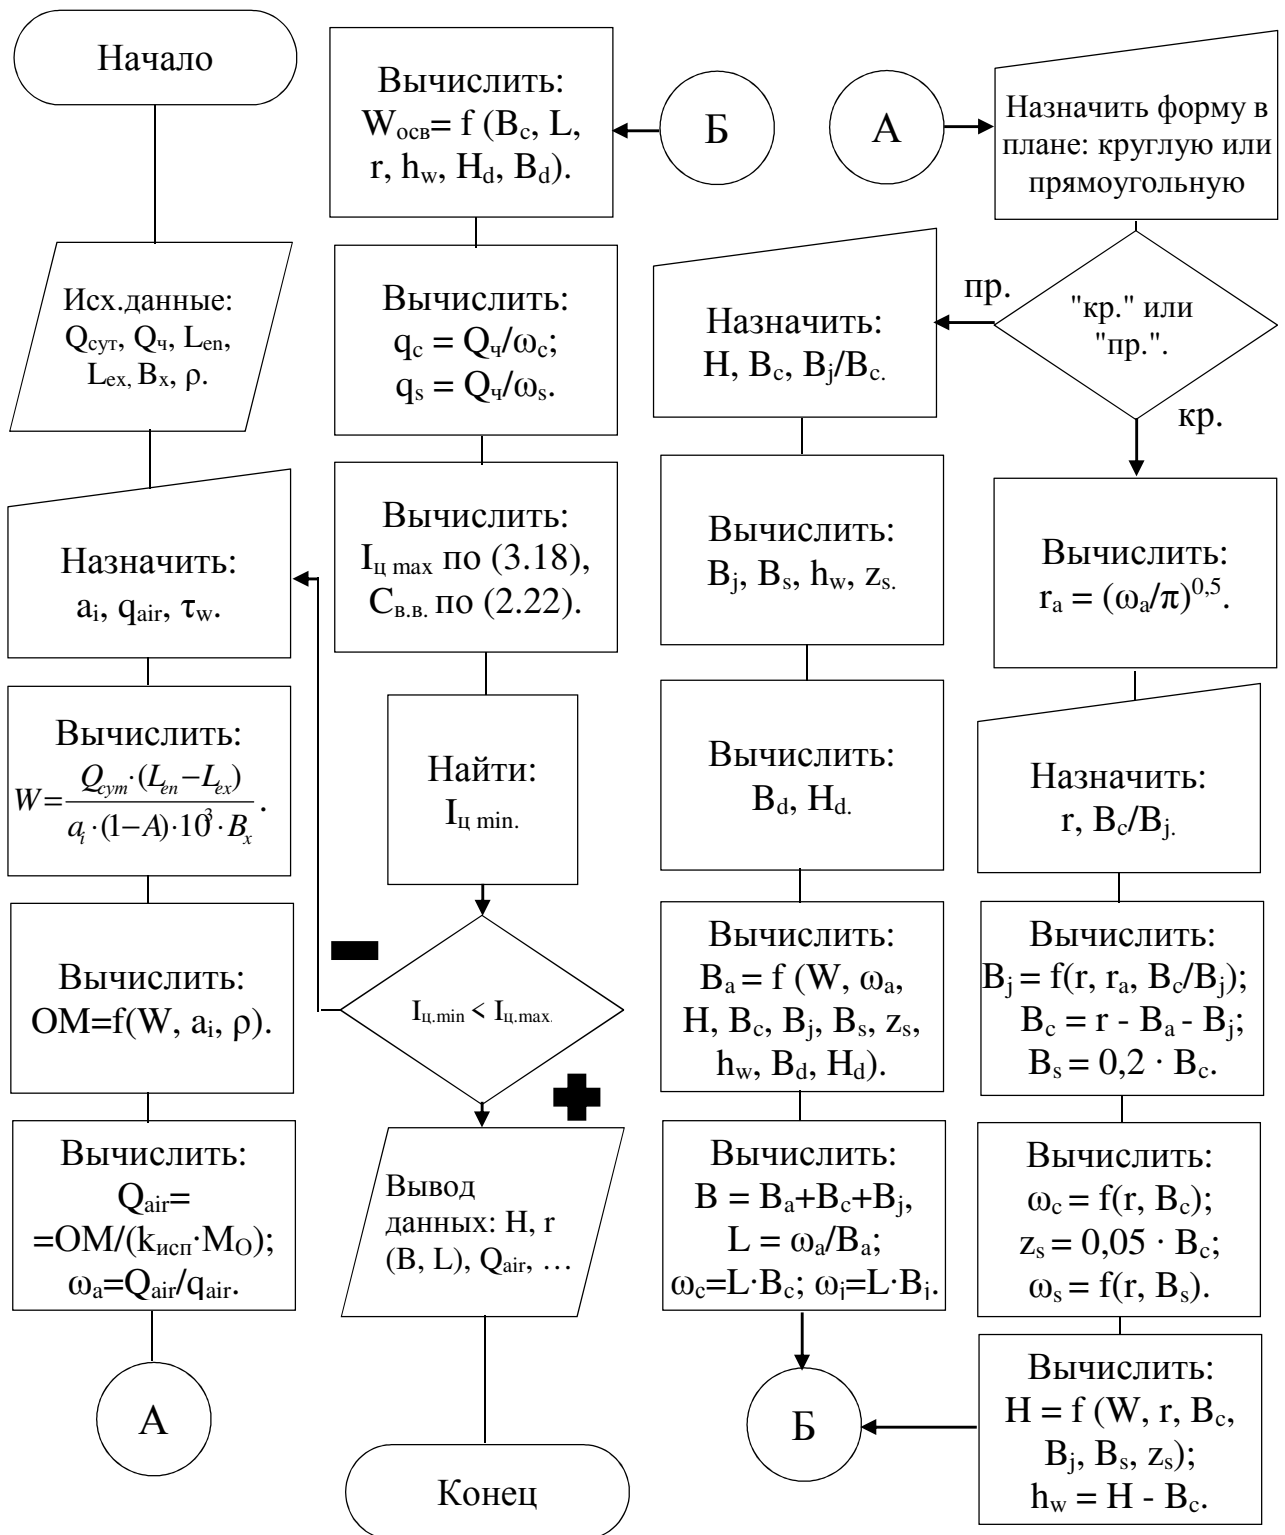 Начало
Исх.данные:
Qсут, Qч, Len,
Lex, Bx, ρ.
Назначить:
ai, qair, τw.
Вычислить:
W=Qсут·(Len−Lex)/ai·(1−A)·10³·Bx.
Вычислить:
OM=f(W, ai, ρ).
Вычислить:
Qair=
=OM/(kисп·MO);
ωa=Qair/qair.
А
А
Назначить форму в
плане: круглую или
прямоугольную
"кр." или
"пр.".
пр.
кр.
Назначить:
H, Bc, Bj/Bc.
Вычислить:
Bj, Bs, hw, zs.
Вычислить:
Bd, Hd.
Вычислить:
Ba = f (W, ωa,
H, Bc, Bj, Bs, zs,
hw, Bd, Hd).
Вычислить:
B = Ba+Bc+Bj,
L = ωa/Ba;
ωc=L·Bc; ωj=L·Bj.
Б
Вычислить:
ra = (ωa/π)0,5.
Назначить:
r, Bc/Bj.
Вычислить:
Bj = f(r, ra, Bc/Bj);
Bc = r - Ba - Bj;
Bs = 0,2 · Bc.
Вычислить:
ωc = f(r, Bc);
zs = 0,05 · Bc;
ωs = f(r, Bs).
Вычислить:
H = f (W, r, Bc,
Bj, Bs, zs);
hw = H - Bc.
Б
Вычислить:
Wосв= f (Bc, L,
r, hw, Hd, Bd).
Вычислить:
qc = Qч/ωc;
qs = Qч/ωs.
Вычислить:
Iц max по (3.18),
Cв.в. по (2.22).
Найти:
Iц min.
Iц.min < Iц.max.
Вывод
данных: H, r
(B, L), Qair, …
Конец